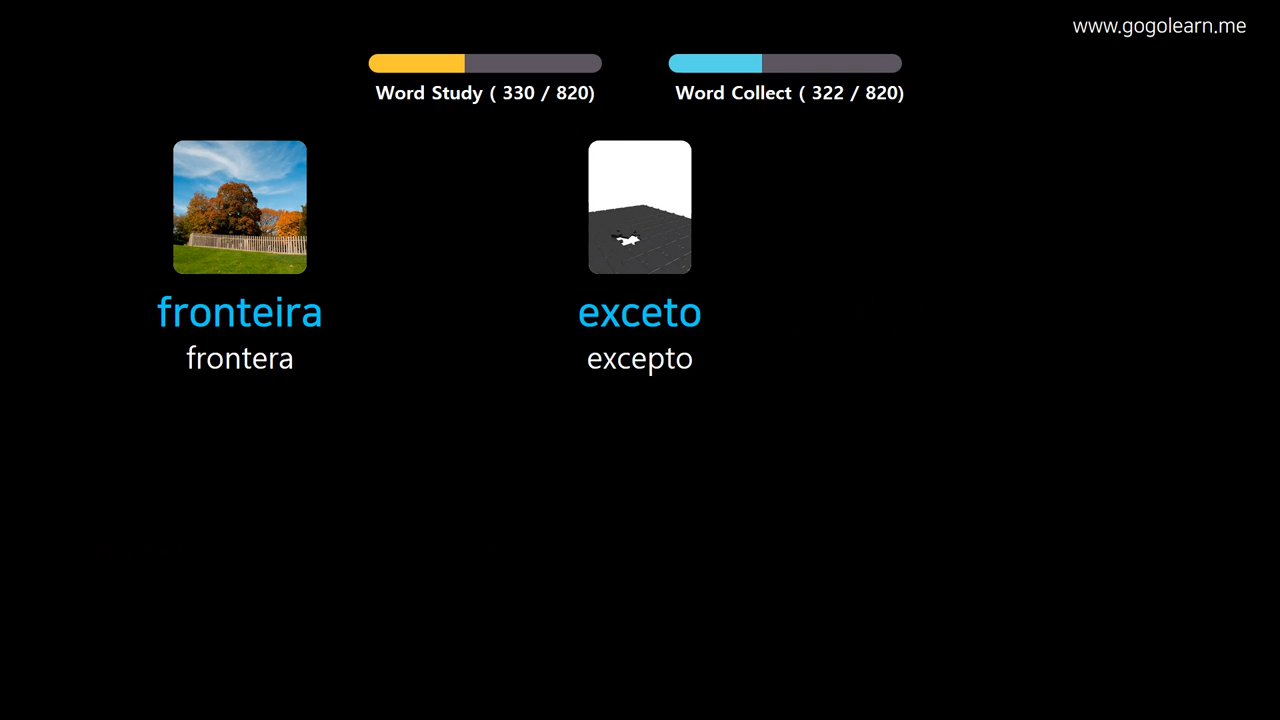 www.gogolearn.me
Word Study ( 330 / 820)
Word Collect ( 322 / 820)
fronteira
frontera
exceto
excepto